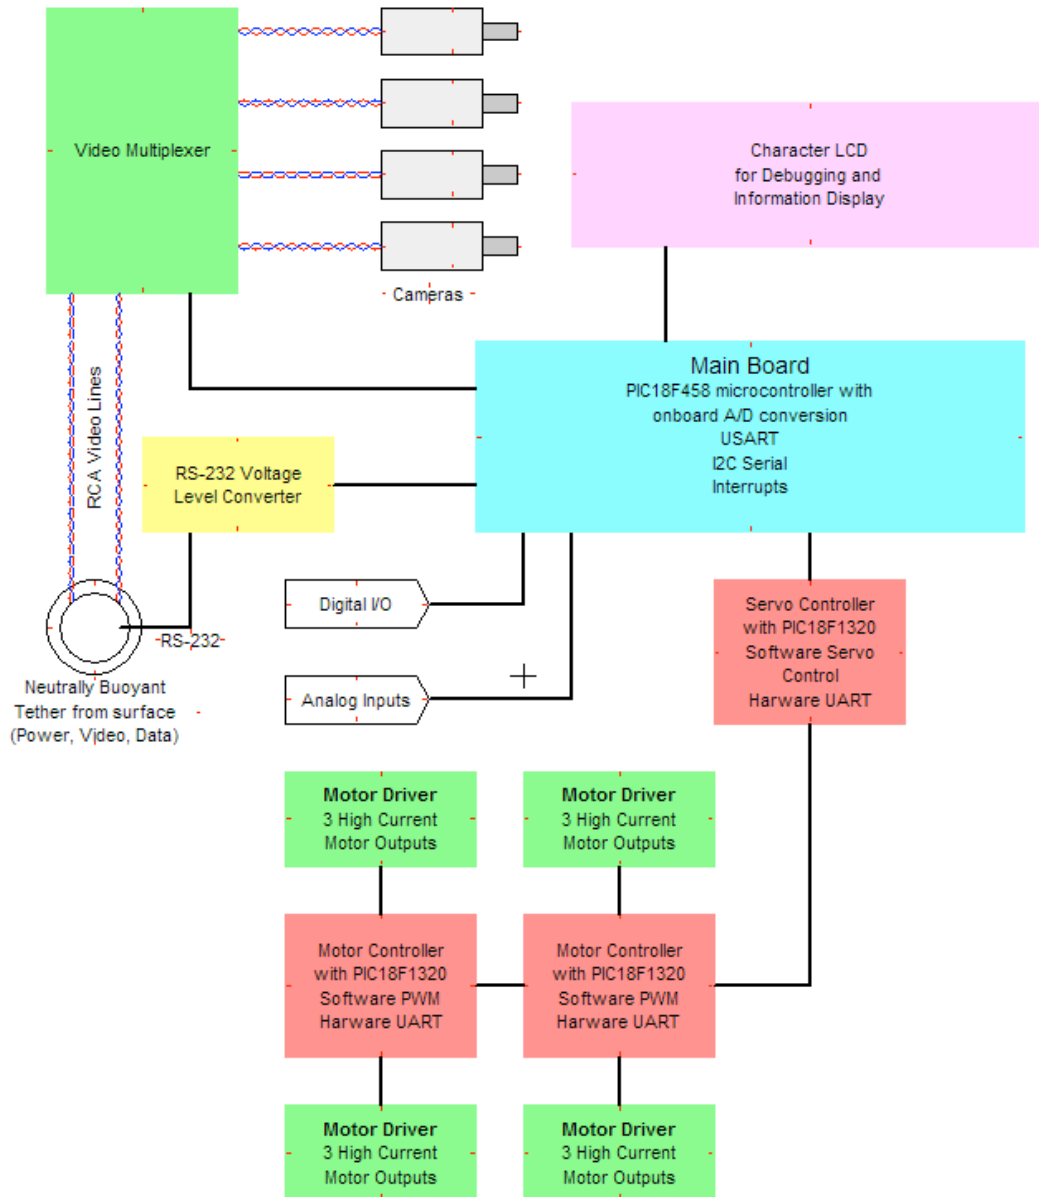 Video Multiplexer
Cameras
Character LCD
for Debugging and
Information Display
RCA Video Lines
Main Board
PIC18F458 microcontroller with
onboard A/D conversion
USART
I2C Serial
Interrupts
RS-232 Voltage
Level Converter
RS-232
Neutrally Buoyant
Tether from surface
(Power, Video, Data)
Digital I/O
Analog Inputs
Servo Controller
with PIC18F1320
Software Servo
Control
Harware UART
Motor Driver
3 High Current
Motor Outputs
Motor Driver
3 High Current
Motor Outputs
Motor Controller
with PIC18F1320
Software PWM
Harware UART
Motor Controller
with PIC18F1320
Software PWM
Harware UART
Motor Driver
3 High Current
Motor Outputs
Motor Driver
3 High Current
Motor Outputs